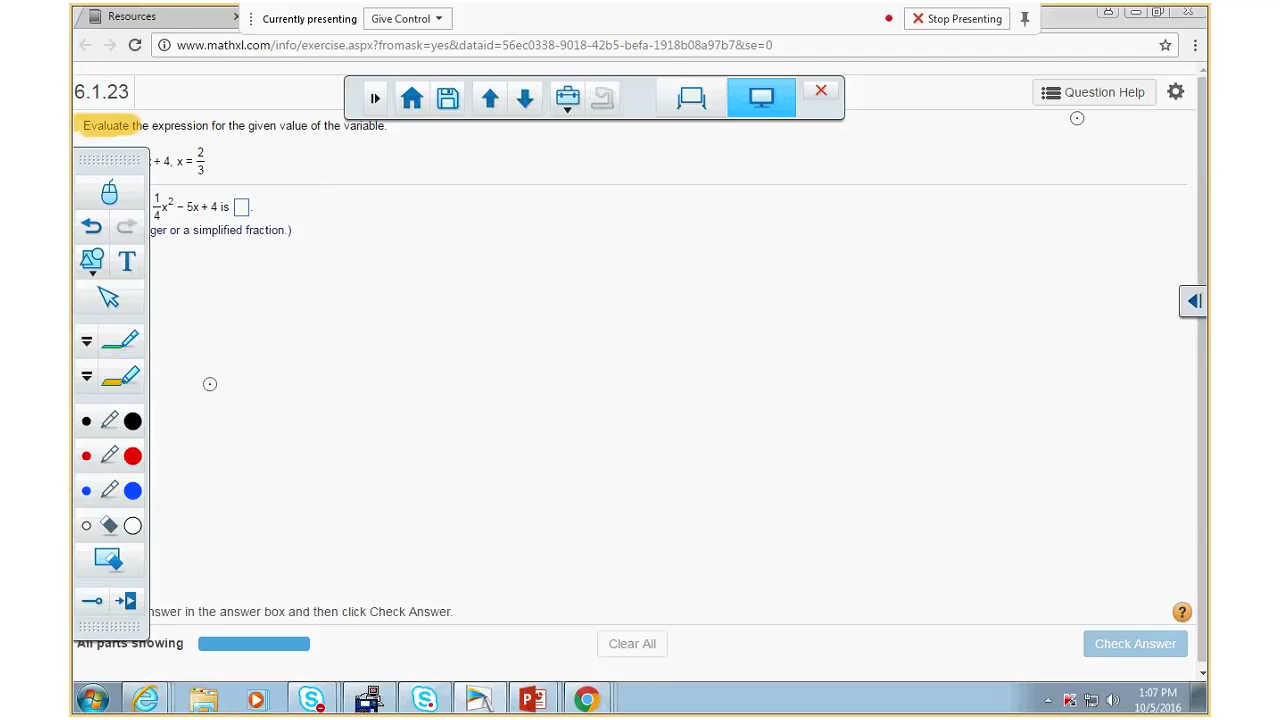 Resources
Currently presenting
Give Control
Stop Presenting
www.mathxl.com/info/exercise.aspx?fromask=yes&dataid=56ec0338-9018-42b5-befa-1918b08a97b7&se=0
6.1.23
Question Help
Evaluate the expression for the given value of the variable.
+ 4, x = 2/3
1/4x² − 5x + 4 is
ger or a simplified fraction.)
T
nswer in the answer box and then click Check Answer.
?
All parts showing
Clear All
Check Answer
1:07 PM
10/5/2016